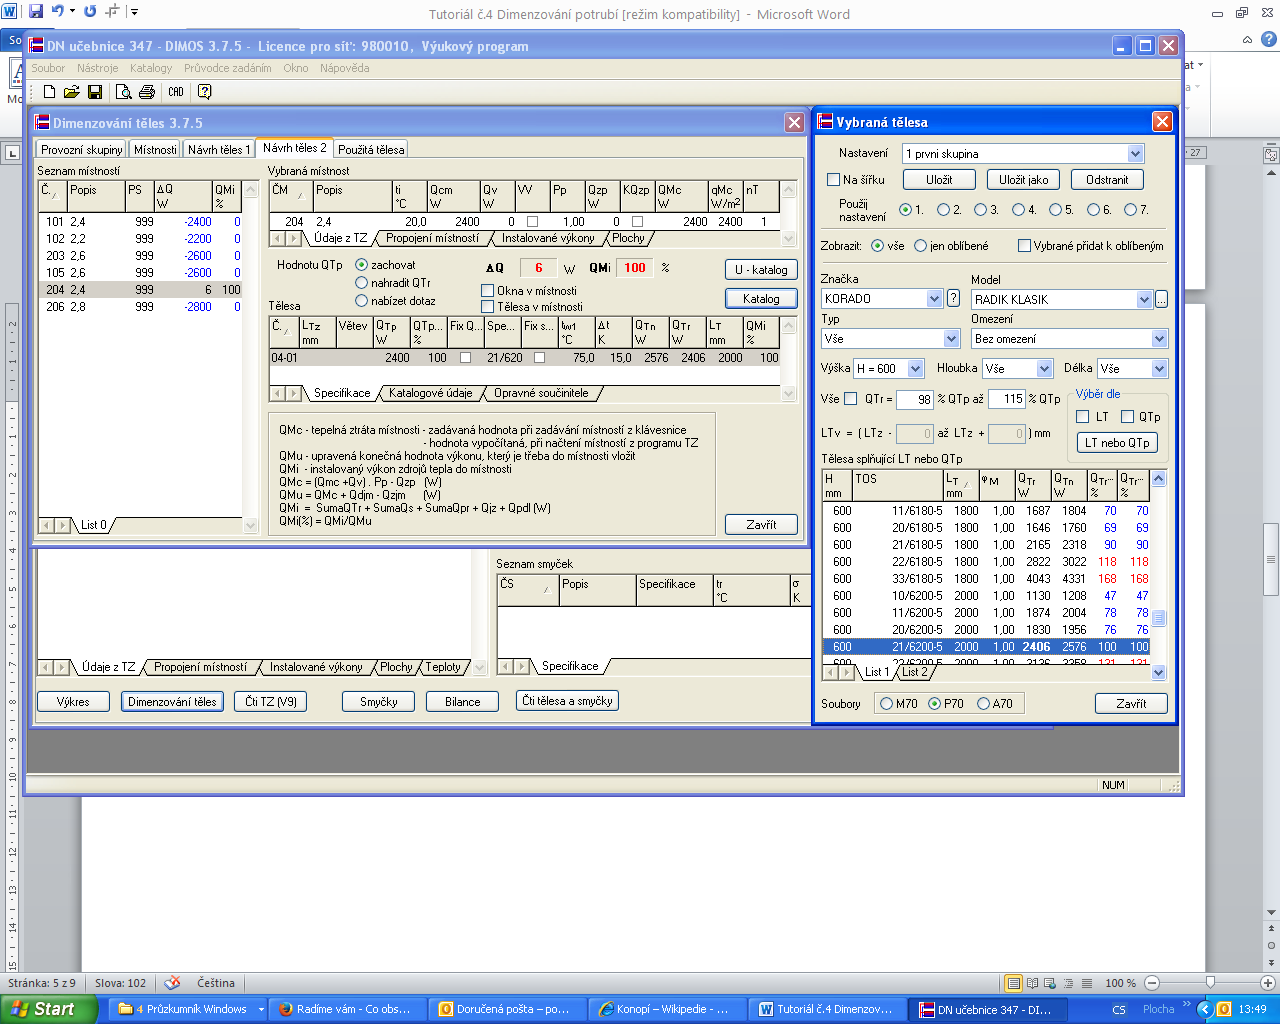 Tutoriál č.4 Dimenzování potrubí [režim kompatibility] - Microsoft Word
DN učebnice 347 - DIMOS 3.7.5 - Licence pro síť: 980010, Výukový program
Soubor Nástroje Katalogy Průvodce zadáním Okno Nápověda
CAD
Dimenzování těles 3.7.5
Provozní skupiny Místnosti Návrh těles 1 Návrh těles 2 Použitá tělesa
Seznam místností
Č. Popis PS ΔQ W QMi %
101 2,4 999 -2400 0
102 2,2 999 -2200 0
203 2,6 999 -2600 0
105 2,6 999 -2600 0
204 2,4 999 6 100
206 2,8 999 -2800 0
List 0
Vybraná místnost
ČM Popis ti °C Qcm W Qv W VV Pp Qzp W KQzp QMc W qMc W/m2 nT
204 2,4 20,0 2400 0 1,00 0 2400 2400 1
Údaje z TZ Propojení místností Instalované výkony Plochy
Hodnotu QTp zachovat ΔQ 6 W QMi 100 % U - katalog
nahradit QTr Okna v místnosti Katalog
nabízet dotaz Tělesa v místnosti
Tělesa
Č. LTz mm Větev QTp W QTp... % Fix Q... Spe... Fix s... tw1 °C Δt K QTn W QTr W LT mm QMi %
04-01 2400 100 21/620 75,0 15,0 2576 2406 2000 100
Specifikace Katalogové údaje Opravné součinitele
QMc - tepelná ztráta místnosti - zadávaná hodnota při zadávání místností z klávesnice
- hodnota vypočítaná, při načtení místností z programu TZ
QMu - upravená konečná hodnota výkonu, který je třeba do místnosti vložit
QMi - instalovaný výkon zdrojů tepla do místnosti
QMc = (Qmc +Qv) . Pp - Qzp (W)
QMu = QMc + Qdjm - Qzjm (W)
QMi = SumaQTr + SumaQs + SumaQpr + Qjz + Qpdl (W)
QMi(%) = QMi/QMu
Zavřít
Seznam smyček
ČS Popis Specifikace tr °C σ K
Údaje z TZ Propojení místností Instalované výkony Plochy Teploty
Specifikace
Výkres Dimenzování těles Čti TZ (V9) Smyčky Bilance Čti tělesa a smyčky
NUM
Vybraná tělesa
Nastavení 1 první skupina
Na šířku Uložit Uložit jako Odstranit
Použij nastavení 1. 2. 3. 4. 5. 6. 7.
Zobrazit: vše jen oblíbené Vybrané přidat k oblíbeným
Značka Model
KORADO ? RADIK KLASIK ...
Typ Omezení
Vše Bez omezení
Výška H = 600 Hloubka Vše Délka Vše
Vše QTr = 98 % QTp až 115 % QTp
Výběr dle
LT QTp
LTv = ( LTz - 0 až LTz + 0 ) mm
LT nebo QTp
Tělesa splňující LT nebo QTp
H mm TOS LT mm φM QTr W QTn W QTr... % QTr... %
600 11/6180-5 1800 1,00 1687 1804 70 70
600 20/6180-5 1800 1,00 1646 1760 69 69
600 21/6180-5 1800 1,00 2165 2318 90 90
600 22/6180-5 1800 1,00 2822 3022 118 118
600 33/6180-5 1800 1,00 4043 4331 168 168
600 10/6200-5 2000 1,00 1130 1208 47 47
600 11/6200-5 2000 1,00 1874 2004 78 78
600 20/6200-5 2000 1,00 1830 1956 76 76
600 21/6200-5 2000 1,00 2406 2576 100 100
600 22/6200-5 2000 1,00 3136 3358 131 131
List 1 List 2
Soubory M70 P70 A70 Zavřít
Stránka: 5 z 9 Slova: 102 Čeština 100 %
Start 4 Průzkumník Windows Radíme vám - Co obs... Doručená pošta – po... Konopí – Wikipedie - ... Tutoriál č.4 Dimenzov... DN učebnice 347 - DI... CS Plocha 13:49